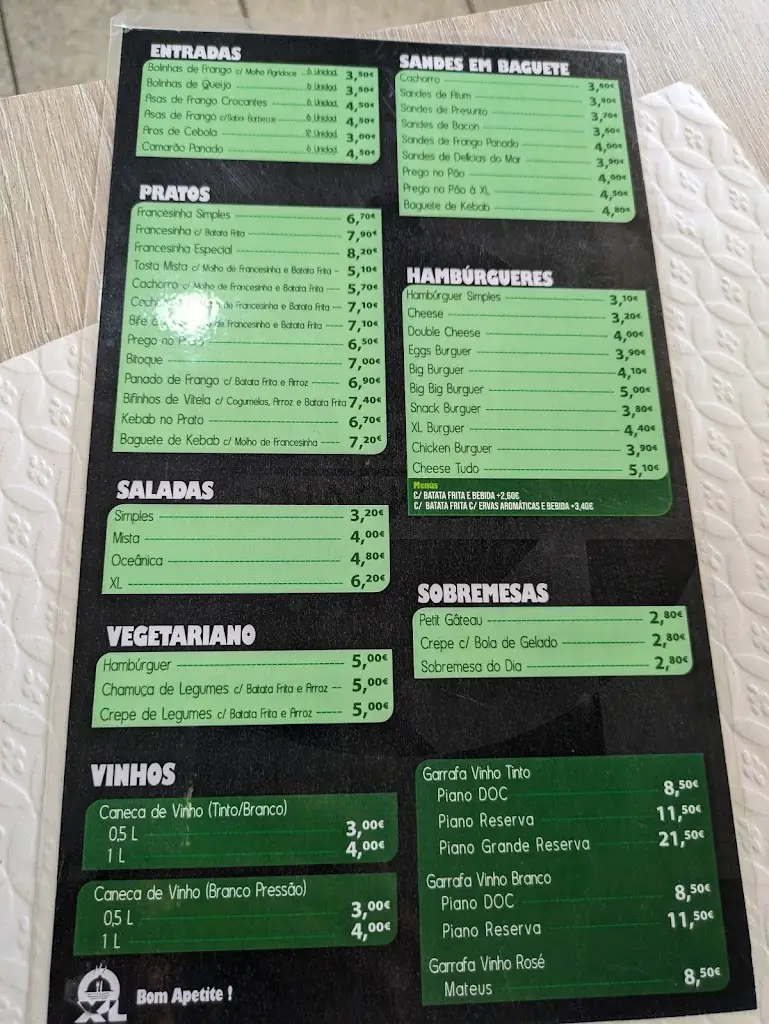 ENTRADAS
Bolinhas de Frango c/ Molho Agridoce 6 Unidad. 3,50€
Bolinhas de Queijo 6 Unidad. 3,50€
Asas de Frango Crocantes 6 Unidad. 4,50€
Asas de Frango c/Sabor Barbecue 6 Unidad. 4,50€
Aros de Cebola 12 Unidad. 3,00€
Camarão Panado 6 Unidad. 4,50€
PRATOS
Francesinha Simples 6,70€
Francesinha c/ Batata Frita 7,90€
Francesinha Especial 8,20€
Tosta Mista c/ Molho de Francesinha e Batata Frita 5,10€
Cachorro c/ Molho de Francesinha e Batata Frita 5,70€
de Francesinha e Batata Frita 7,10€
Bife de Francesinha e Batata Frita 7,10€
Prego no Prato 6,50€
Bitoque 7,00€
Panado de Frango c/ Batata Frita e Arroz 6,90€
Bifinhos de Vitela c/ Cogumelos, Arroz e Batata Frita 7,40€
Kebab no Prato 6,70€
Baguete de Kebab c/ Molho de Francesinha 7,20€
SALADAS
Simples 3,20€
Mista 4,00€
Oceânica 4,80€
XL 6,20€
VEGETARIANO
Hambúrguer 5,00€
Chamuça de Legumes c/ Batata Frita e Arroz 5,00€
Crepe de Legumes c/ Batata Frita e Arroz 5,00€
VINHOS
Caneca de Vinho (Tinto/Branco)
0,5 L 3,00€
1 L 4,00€
Caneca de Vinho (Branco Pressão)
0,5 L 3,00€
1 L 4,00€
XL
Bom Apetite !
SANDES EM BAGUETE
Cachorro 3,50€
Sandes de Atum 3,80€
Sandes de Presunto 3,70€
Sandes de Bacon 3,50€
Sandes de Frango Panado 4,00€
Sandes de Delícias do Mar 3,90€
Prego no Pão 4,00€
Prego no Pão à XL 4,50€
Baguete de Kebab 4,80€
HAMBÚRGUERES
Hambúrguer Simples 3,10€
Cheese 3,20€
Double Cheese 4,00€
Eggs Burguer 3,90€
Big Burguer 4,10€
Big Big Burguer 5,00€
Snack Burguer 3,80€
XL Burguer 4,40€
Chicken Burguer 3,90€
Cheese Tudo 5,10€
Menus
C/ BATATA FRITA E BEBIDA +2,60€
C/ BATATA FRITA C/ ERVAS AROMÁTICAS E BEBIDA +3,40€
SOBREMESAS
Petit Gâteau 2,80€
Crepe c/ Bola de Gelado 2,80€
Sobremesa do Dia 2,80€
Garrafa Vinho Tinto
Piano DOC 8,50€
Piano Reserva 11,50€
Piano Grande Reserva 21,50€
Garrafa Vinho Branco
Piano DOC 8,50€
Piano Reserva 11,50€
Garrafa Vinho Rosé
Mateus 8,50€